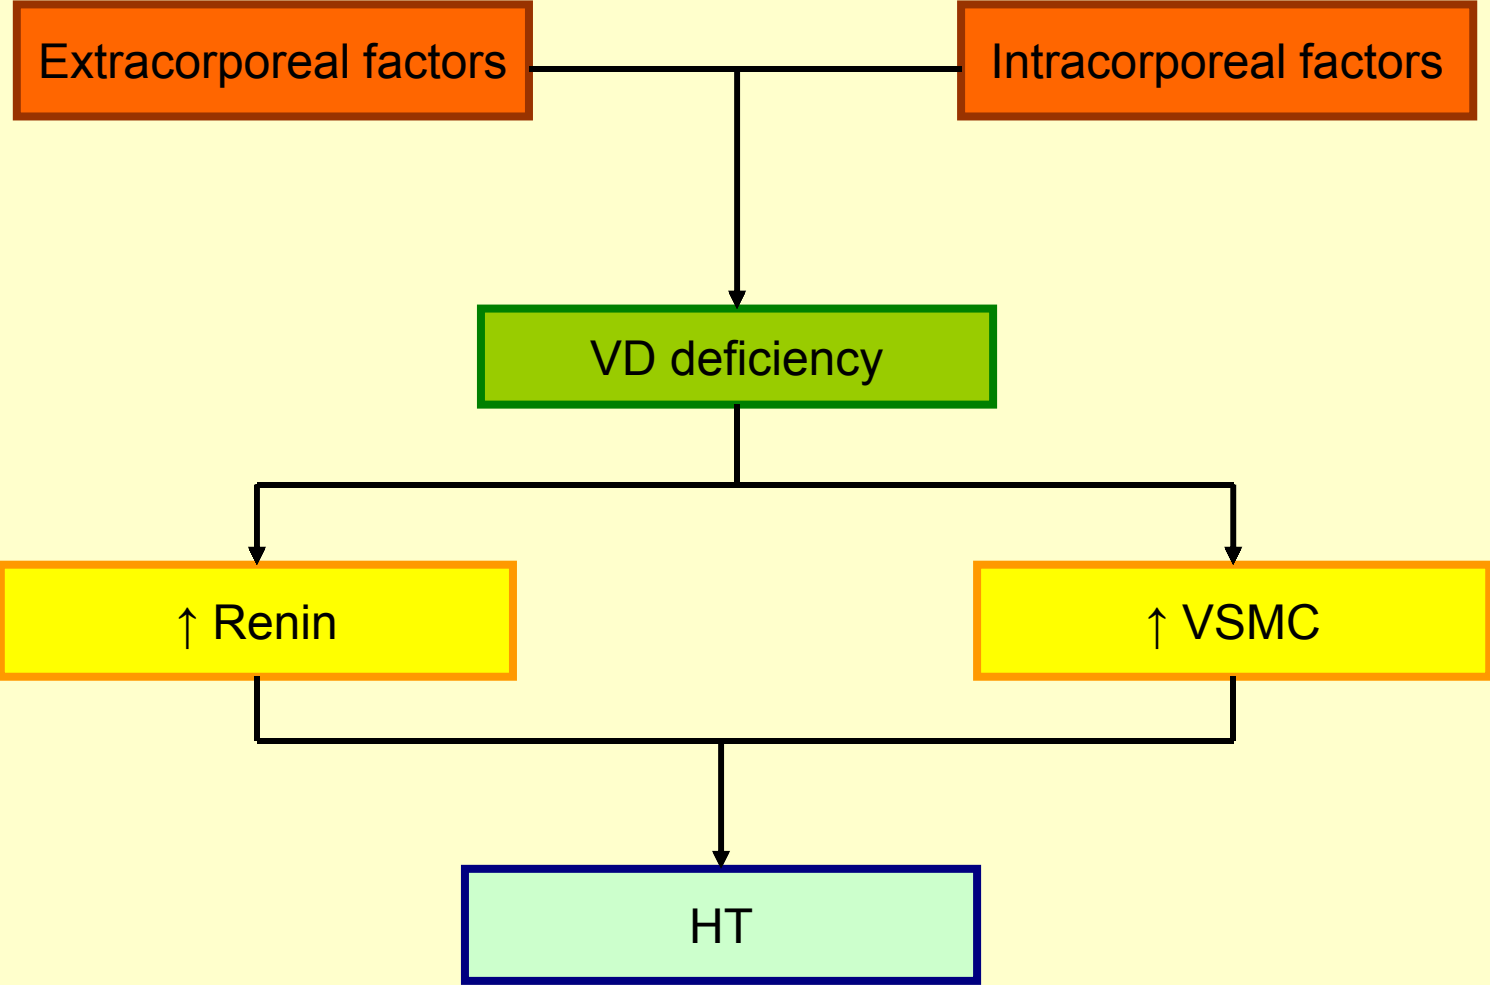 Extracorporeal factors
Intracorporeal factors
VD deficiency
↑ Renin
↑ VSMC
HT